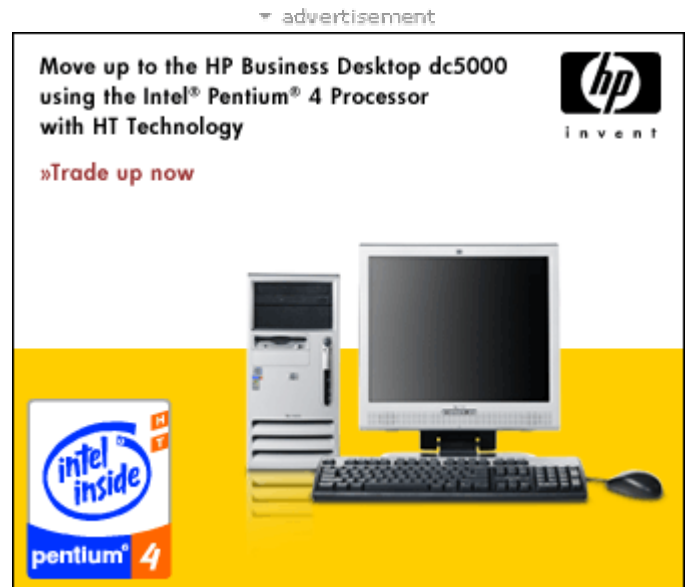 advertisement
Move up to the HP Business Desktop dc5000
using the Intel® Pentium® 4 Processor
with HT Technology
hp
invent
»Trade up now
H
T
intel
inside
pentium® 4